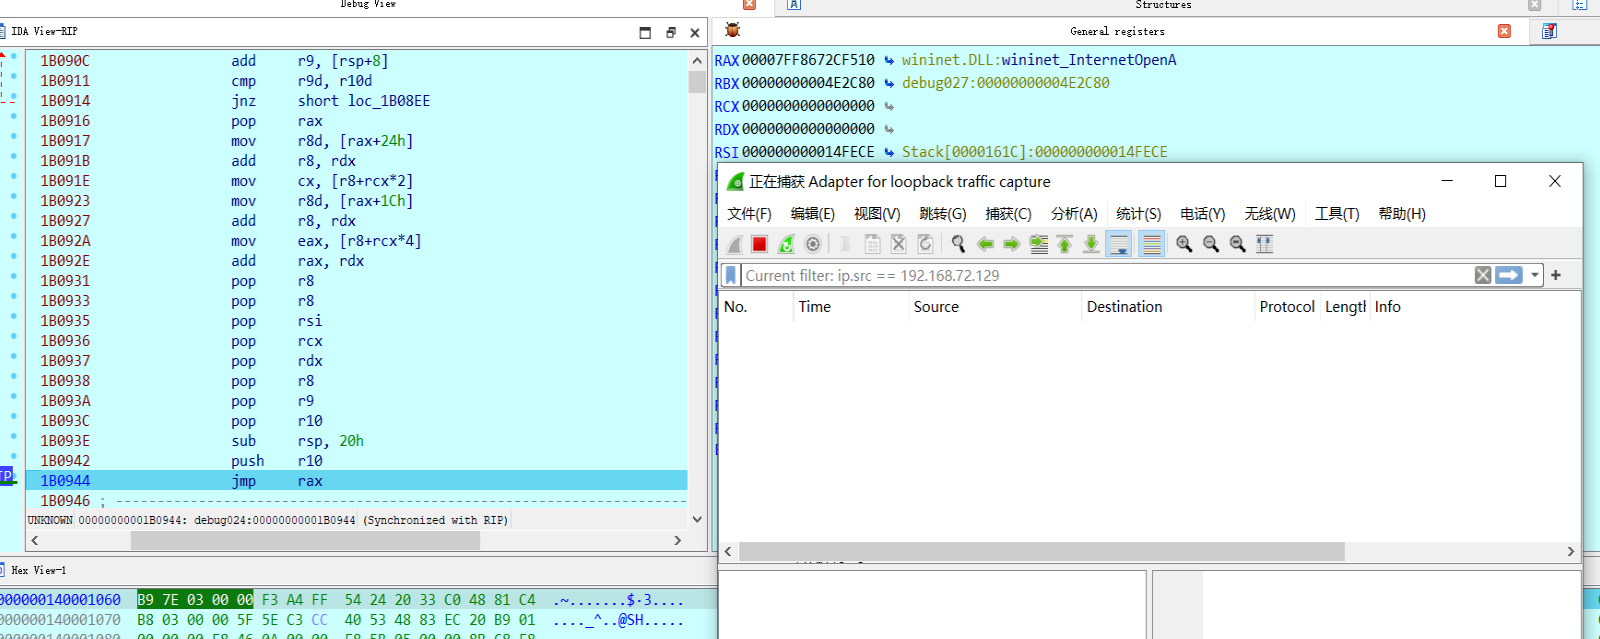 Debug View
Structures
IDA View-RIP
General registers
1B090C add r9, [rsp+8]
1B0911 cmp r9d, r10d
1B0914 jnz short loc_1B08EE
1B0916 pop rax
1B0917 mov r8d, [rax+24h]
1B091B add r8, rdx
1B091E mov cx, [r8+rcx*2]
1B0923 mov r8d, [rax+1Ch]
1B0927 add r8, rdx
1B092A mov eax, [r8+rcx*4]
1B092E add rax, rdx
1B0931 pop r8
1B0933 pop r8
1B0935 pop rsi
1B0936 pop rcx
1B0937 pop rdx
1B0938 pop r8
1B093A pop r9
1B093C pop r10
1B093E sub rsp, 20h
1B0942 push r10
1B0944 jmp rax
1B0946 ; ----------------------------------------------------------------------
UNKNOWN 00000000001B0944: debug024:00000000001B0944 (Synchronized with RIP)
RAX 00007FF8672CF510 wininet.DLL:wininet_InternetOpenA
RBX 00000000004E2C80 debug027:00000000004E2C80
RCX 0000000000000000
RDX 0000000000000000
RSI 000000000014FECE Stack[0000161C]:000000000014FECE
正在捕获 Adapter for loopback traffic capture
文件(F) 编辑(E) 视图(V) 跳转(G) 捕获(C) 分析(A) 统计(S) 电话(Y) 无线(W) 工具(T) 帮助(H)
Current filter: ip.src == 192.168.72.129
No. Time Source Destination Protocol Length Info
Hex View-1
000000140001060 B9 7E 03 00 00 F3 A4 FF 54 24 20 33 C0 48 81 C4 .~.......$·3....
000000140001070 B8 03 00 00 5F 5E C3 CC 40 53 48 83 EC 20 B9 01 ...._^..@SH.....